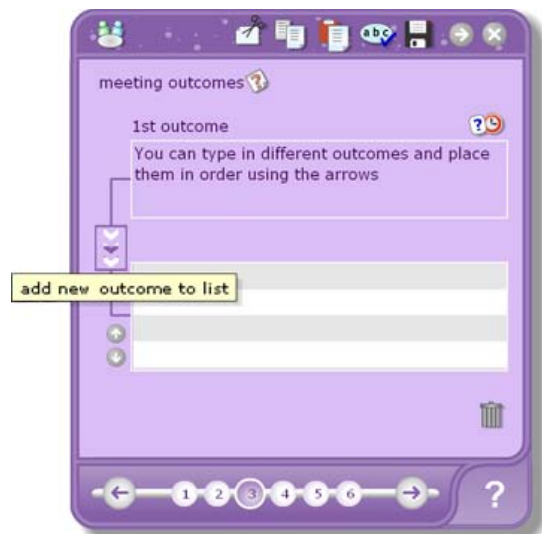 abc
meeting outcomes ?
1st outcome ?
You can type in different outcomes and place
them in order using the arrows
add new outcome to list
1 2 3 4 5 6 ?